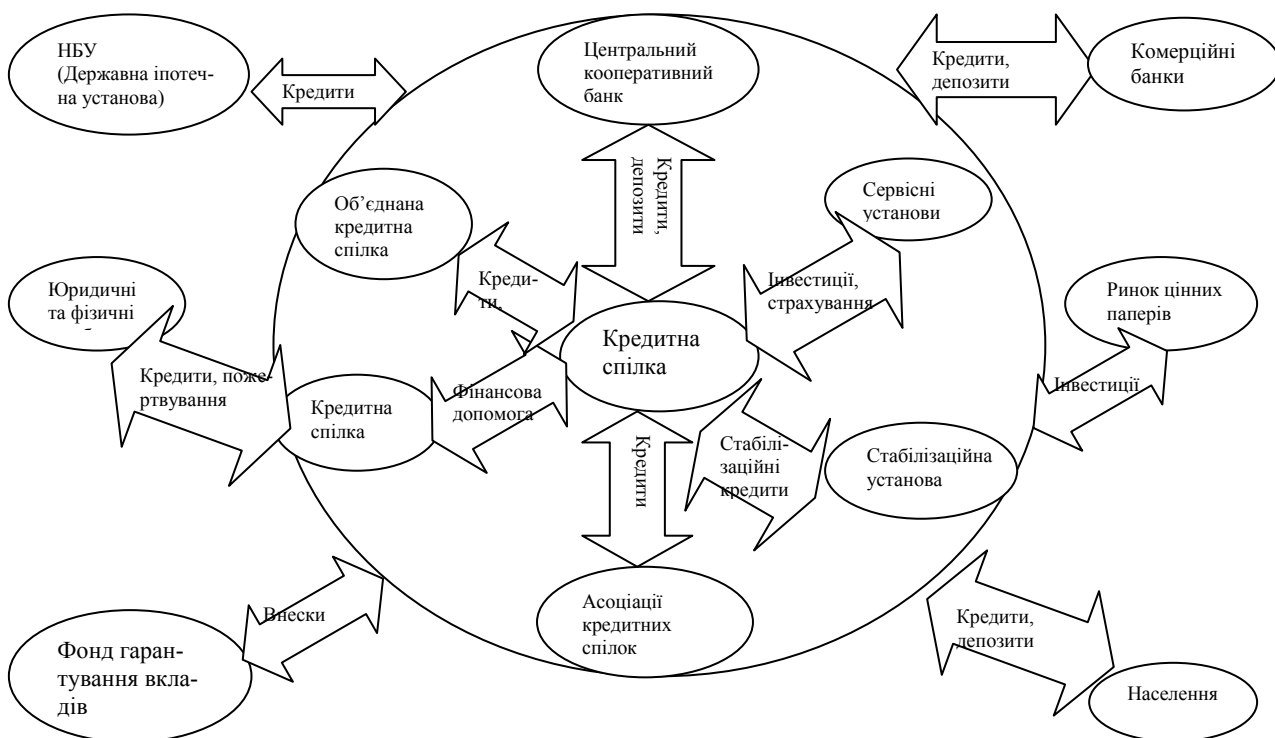 НБУ
(Державна іпотеч-
на установа)
Кредити
Центральний
кооперативний
банк
Кредити,
депозити
Комерційні
банки
Кредити,
депозити
Об’єднана
кредитна
спілка
Сервісні
установи
Креди-
ти,
Інвестиції,
страхування
Юридичні
та фізичні
Ринок цінних
паперів
Кредитна
спілка
Кредити, поже-
ртвування
Кредитна
спілка
Фінансова
допомога
Інвестиції
Кредити
Стабілі-
заційні
кредити
Стабілізаційна
установа
Внески
Асоціації
кредитних
спілок
Кредити,
депозити
Фонд гаран-
тування вкла-
дів
Населення